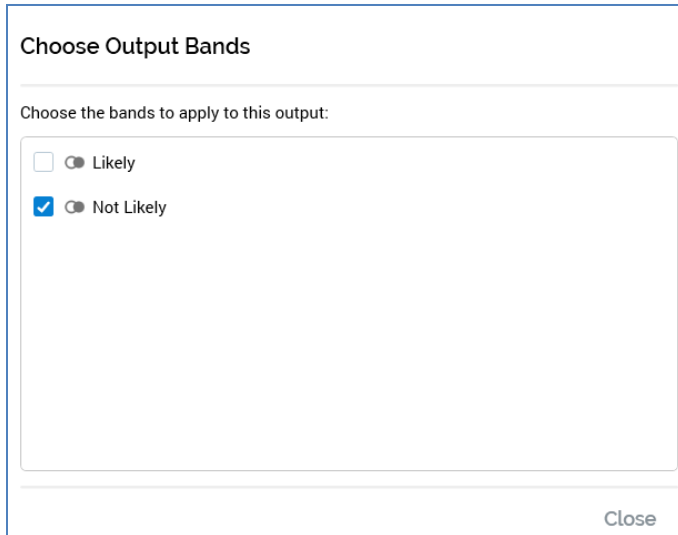 Choose Output Bands
Choose the bands to apply to this output:
Likely
Not Likely
Close